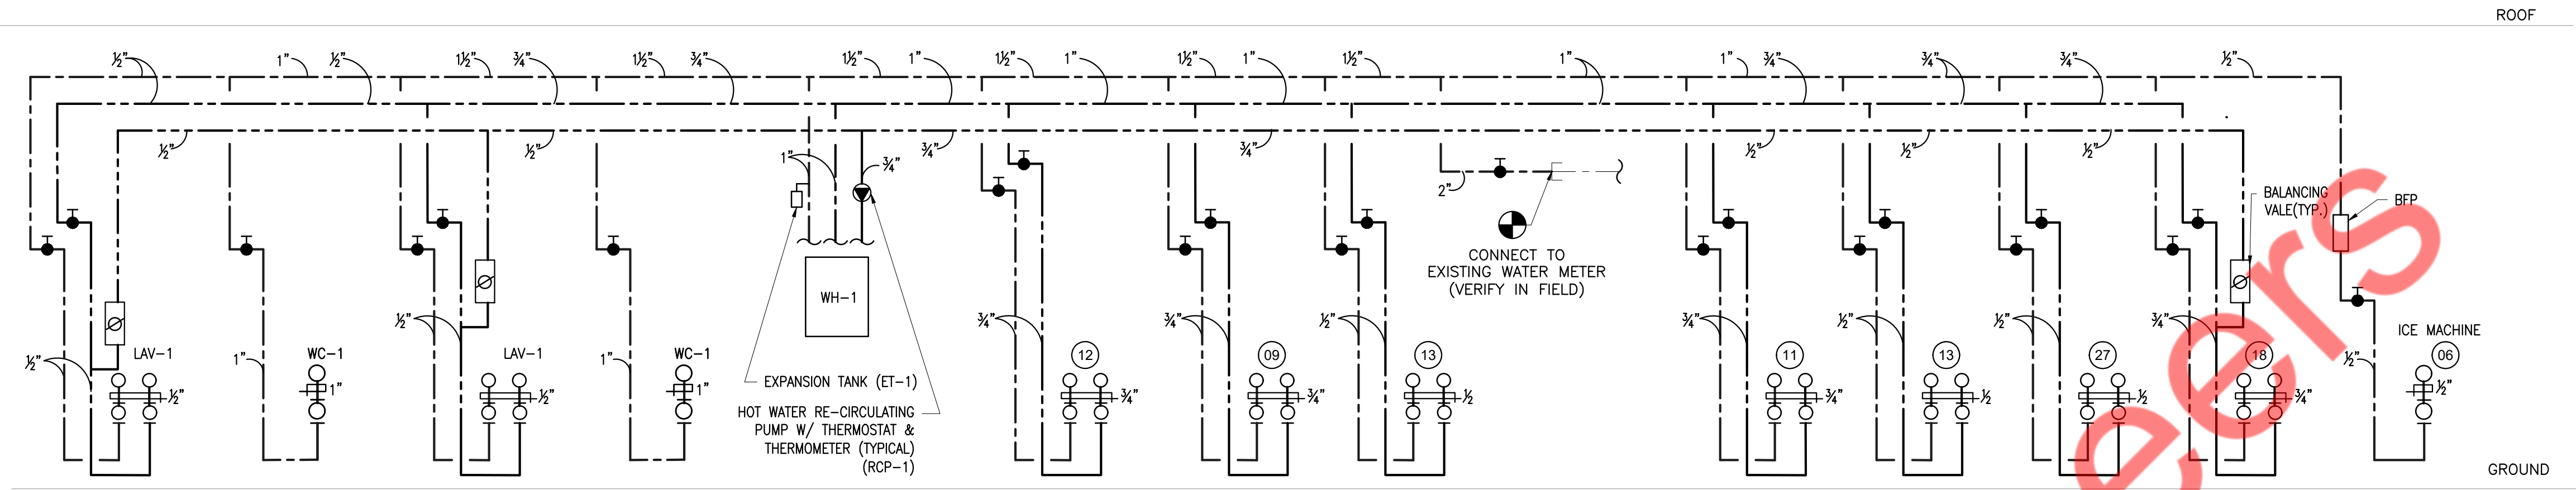 ROOF
½" 1" ½" 1½" ¾" 1½" ¾" 1½" 1" 1½" 1" 1½" 1" 1½" 1" 1" ¾" ¾" ¾" ½"
½" ½" ¾" ¾" ½" ½" ½"
1" ¾"
2"
BALANCING
VALE(TYP.)
BFP
CONNECT TO
EXISTING WATER METER
(VERIFY IN FIELD)
WH-1
½" ¾" ¾" ½" ¾" ½" ½" ¾"
ICE MACHINE
½" LAV-1 1" WC-1 LAV-1 1" WC-1 12 09 13 11 13 27 18 ½" 06
½" 1" ½" 1" ¾" ¾" ½ ¾" ½ ½ ¾" ½"
EXPANSION TANK (ET-1)
HOT WATER RE-CIRCULATING
PUMP W/ THERMOSTAT &
THERMOMETER (TYPICAL)
(RCP-1)
GROUND
eers